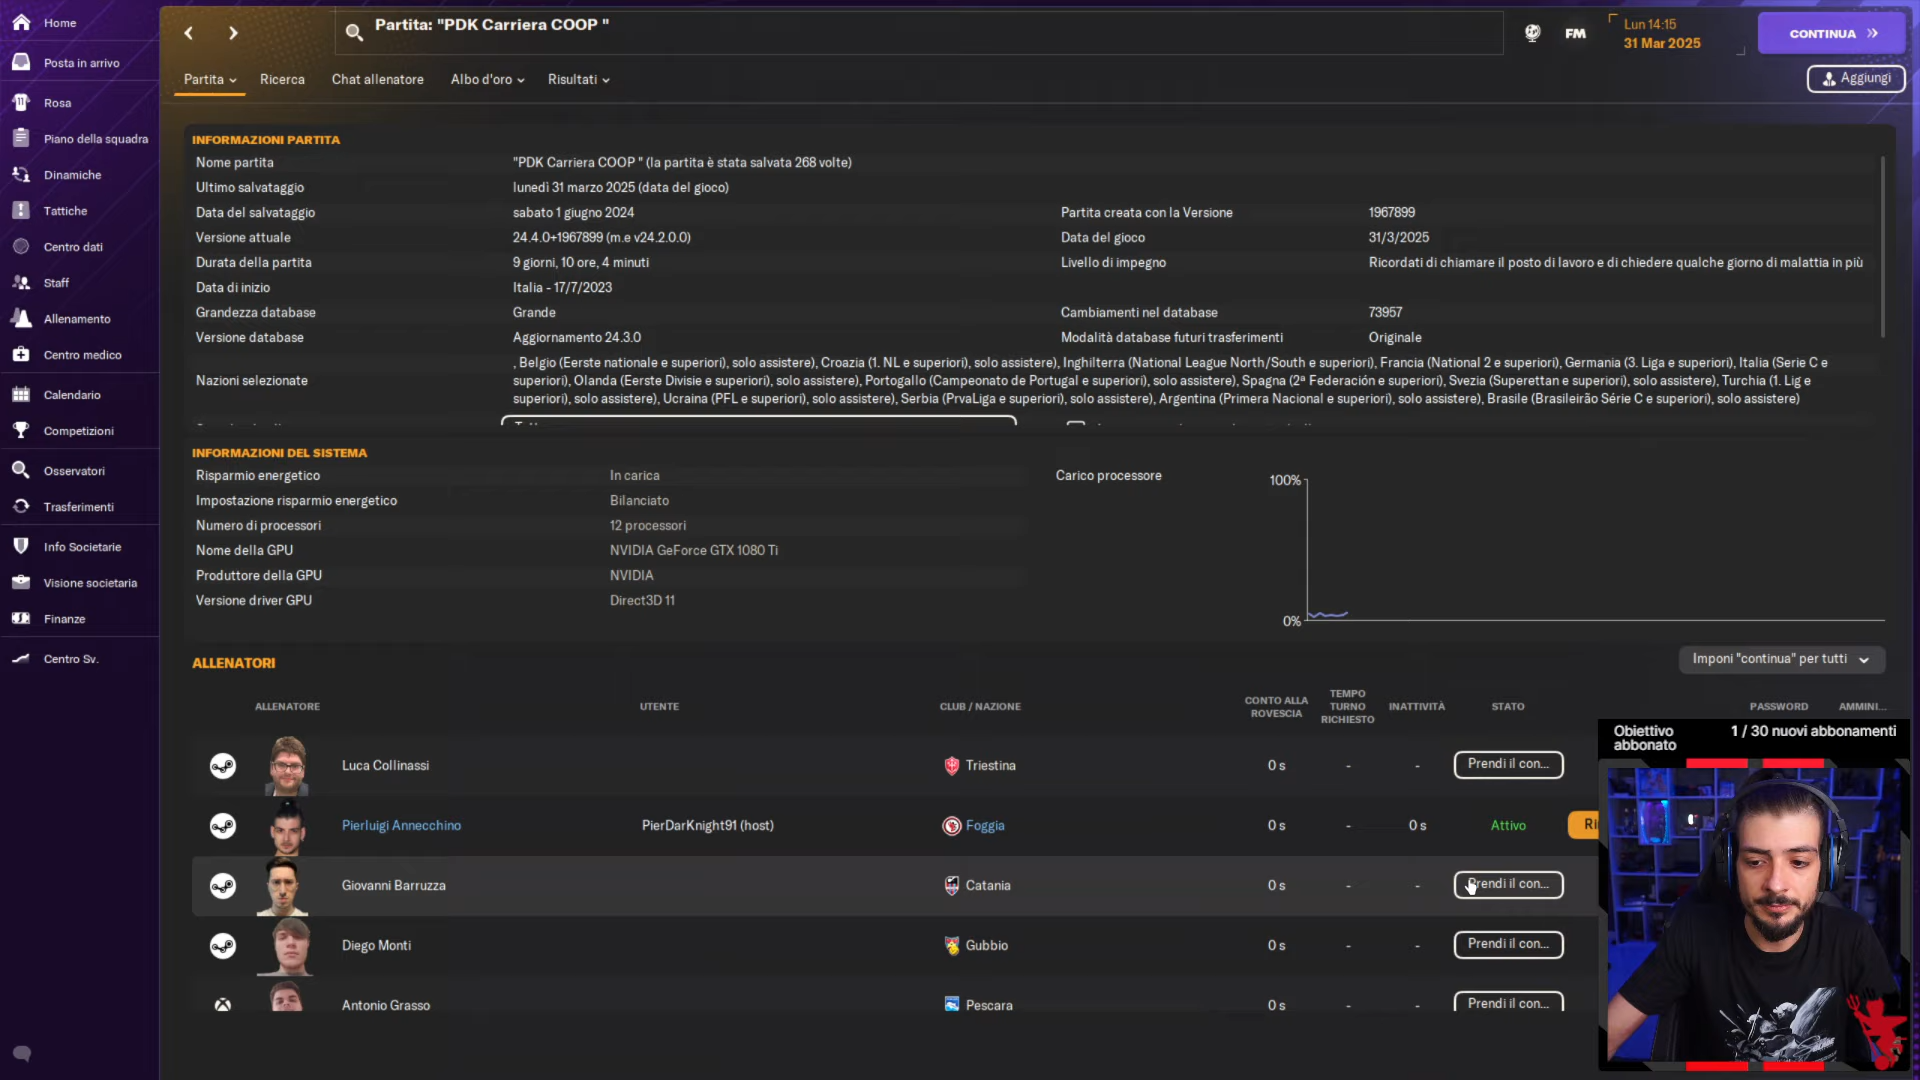 Home
Posta in arrivo
Rosa
Piano della squadra
Dinamiche
Tattiche
Centro dati
Staff
Allenamento
Centro medico
Calendario
Competizioni
Osservatori
Trasferimenti
Info Societarie
Visione societaria
Finanze
Centro Sv.
Partita: "PDK Carriera COOP "
FM
Lun 14:15
31 Mar 2025
CONTINUA
Partita
Ricerca
Chat allenatore
Albo d'oro
Risultati
Aggiungi
INFORMAZIONI PARTITA
Nome partita "PDK Carriera COOP " (la partita è stata salvata 268 volte)
Ultimo salvataggio lunedì 31 marzo 2025 (data del gioco)
Data del salvataggio sabato 1 giugno 2024 Partita creata con la Versione 1967899
Versione attuale 24.4.0+1967899 (m.e v24.2.0.0) Data del gioco 31/3/2025
Durata della partita 9 giorni, 10 ore, 4 minuti Livello di impegno Ricordati di chiamare il posto di lavoro e di chiedere qualche giorno di malattia in più
Data di inizio Italia - 17/7/2023
Grandezza database Grande Cambiamenti nel database 73957
Versione database Aggiornamento 24.3.0 Modalità database futuri trasferimenti Originale
Nazioni selezionate
, Belgio (Eerste nationale e superiori), solo assistere), Croazia (1. NL e superiori), solo assistere), Inghilterra (National League North/South e superiori), Francia (National 2 e superiori), Germania (3. Liga e superiori), Italia (Serie C e
superiori), Olanda (Eerste Divisie e superiori), solo assistere), Portogallo (Campeonato de Portugal e superiori), solo assistere), Spagna (2ª Federación e superiori), Svezia (Superettan e superiori), solo assistere), Turchia (1. Lig e
superiori), solo assistere), Ucraina (PFL e superiori), solo assistere), Serbia (PrvaLiga e superiori), solo assistere), Argentina (Primera Nacional e superiori), solo assistere), Brasile (Brasileirão Série C e superiori), solo assistere)
INFORMAZIONI DEL SISTEMA
Risparmio energetico In carica Carico processore
Impostazione risparmio energetico Bilanciato
Numero di processori 12 processori
Nome della GPU NVIDIA GeForce GTX 1080 Ti
Produttore della GPU NVIDIA
Versione driver GPU Direct3D 11
100%
0%
ALLENATORI
Imponi "continua" per tutti
ALLENATORE UTENTE CLUB / NAZIONE CONTO ALLA ROVESCIA TEMPO TURNO RICHIESTO INATTIVITÀ STATO PASSWORD AMMINI...
Luca Collinassi Triestina 0 s - - Prendi il con...
Pierluigi Annecchino PierDarKnight91 (host) Foggia 0 s - 0 s Attivo Ri
Giovanni Barruzza Catania 0 s - - Prendi il con...
Diego Monti Gubbio 0 s - - Prendi il con...
Antonio Grasso Pescara 0 s - - Prendi il con...
Obiettivo
abbonato
1 / 30 nuovi abbonamenti